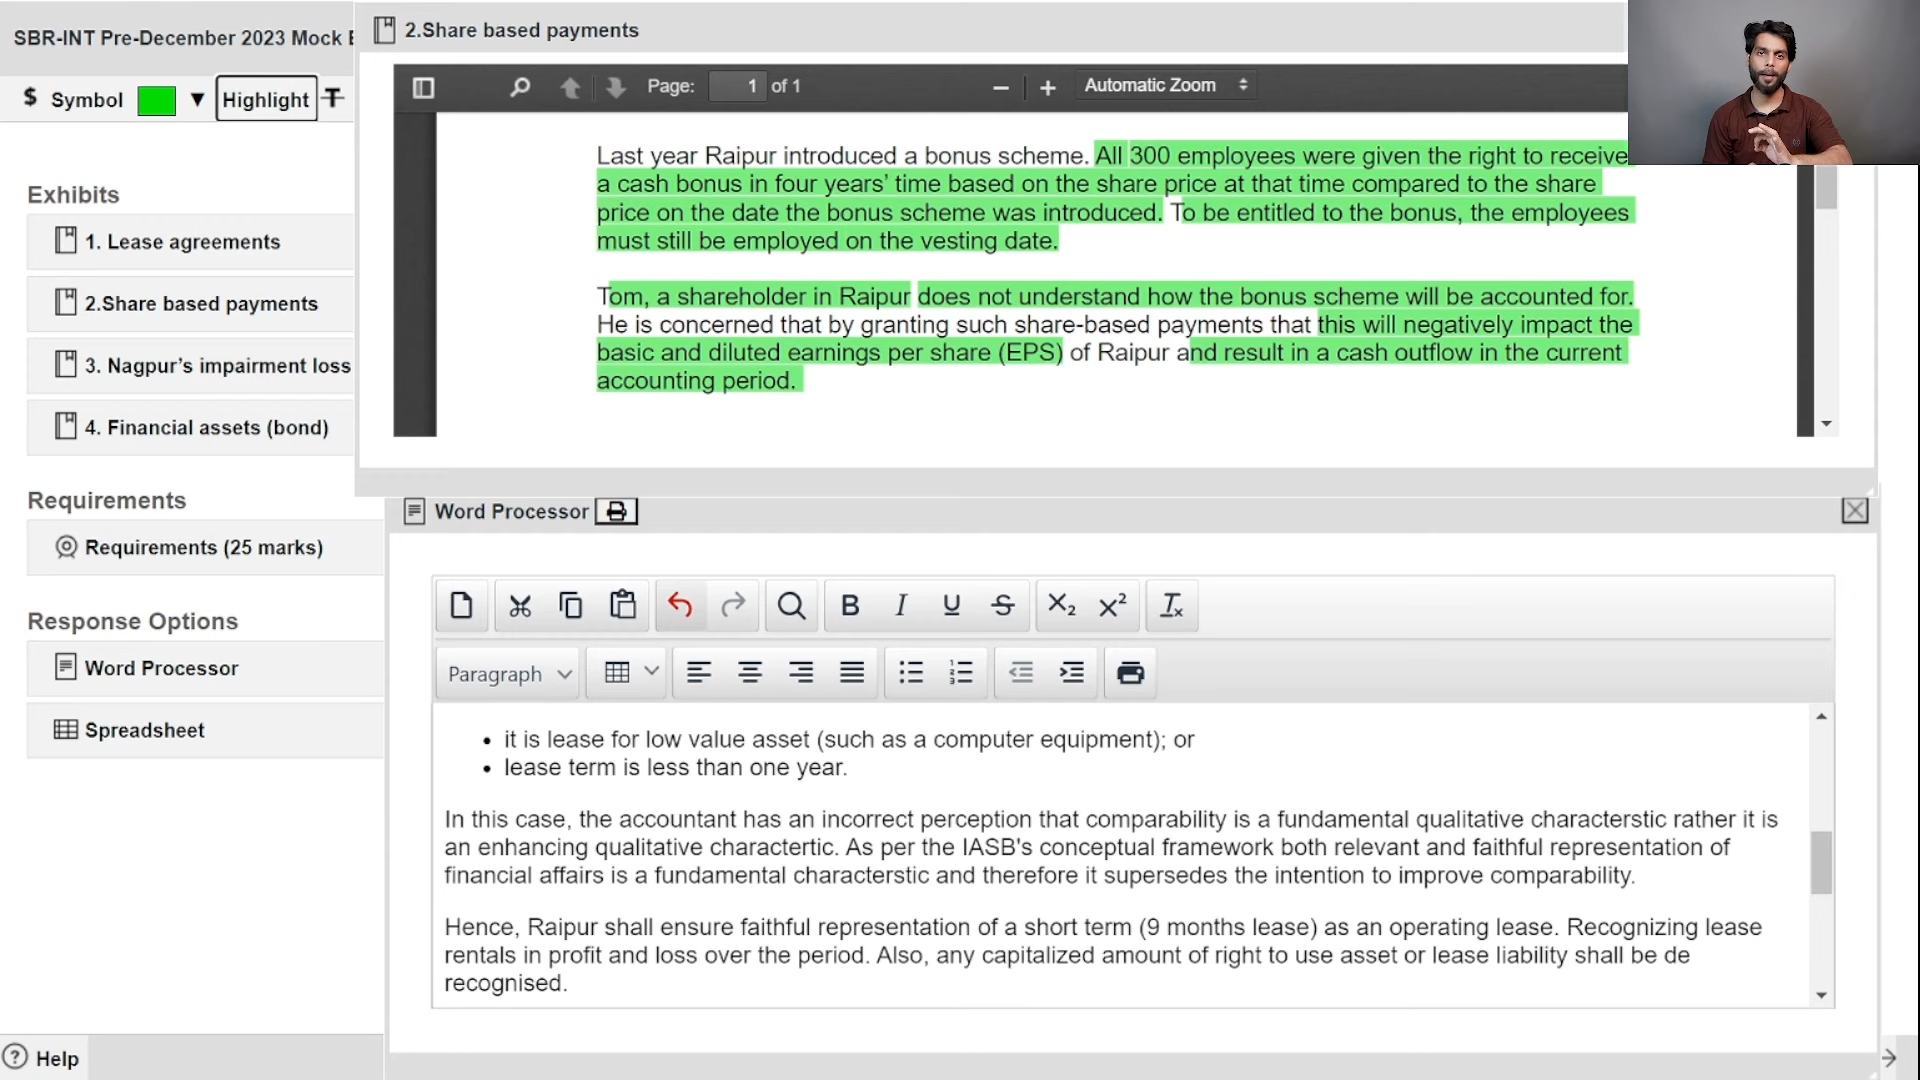 SBR-INT Pre-December 2023 Mock E
$ Symbol
Highlight
T
Exhibits
1. Lease agreements
2.Share based payments
3. Nagpur's impairment loss
4. Financial assets (bond)
Requirements
Requirements (25 marks)
Response Options
Word Processor
Spreadsheet
Help
2.Share based payments
Page: 1 of 1
Automatic Zoom
Last year Raipur introduced a bonus scheme. All 300 employees were given the right to receive
a cash bonus in four years' time based on the share price at that time compared to the share
price on the date the bonus scheme was introduced. To be entitled to the bonus, the employees
must still be employed on the vesting date.
Tom, a shareholder in Raipur does not understand how the bonus scheme will be accounted for.
He is concerned that by granting such share-based payments that this will negatively impact the
basic and diluted earnings per share (EPS) of Raipur and result in a cash outflow in the current
accounting period.
Word Processor
B I U S X₂ X² Tx
Paragraph
• it is lease for low value asset (such as a computer equipment); or
• lease term is less than one year.
In this case, the accountant has an incorrect perception that comparability is a fundamental qualitative characterstic rather it is
an enhancing qualitative charactertic. As per the IASB's conceptual framework both relevant and faithful representation of
financial affairs is a fundamental characterstic and therefore it supersedes the intention to improve comparability.
Hence, Raipur shall ensure faithful representation of a short term (9 months lease) as an operating lease. Recognizing lease
rentals in profit and loss over the period. Also, any capitalized amount of right to use asset or lease liability shall be de
recognised.